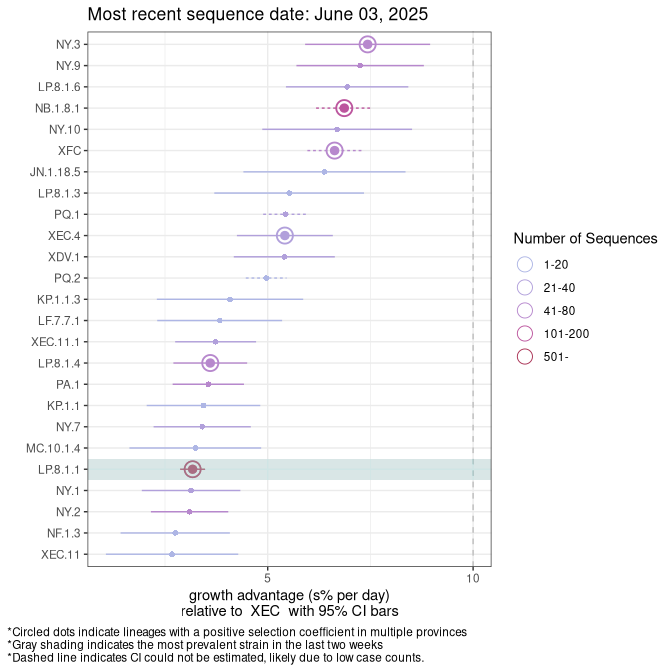 Most recent sequence date: June 03, 2025
NY.3
NY.9
LP.8.1.6
NB.1.8.1
NY.10
XFC
JN.1.18.5
LP.8.1.3
PQ.1
XEC.4
XDV.1
PQ.2
KP.1.1.3
LF.7.7.1
XEC.11.1
LP.8.1.4
PA.1
KP.1.1
NY.7
MC.10.1.4
LP.8.1.1
NY.1
NY.2
NF.1.3
XEC.11
5 10
growth advantage (s% per day)
relative to XEC with 95% CI bars
Number of Sequences
1-20
21-40
41-80
101-200
501-
*Circled dots indicate lineages with a positive selection coefficient in multiple provinces
*Gray shading indicates the most prevalent strain in the last two weeks
*Dashed line indicates CI could not be estimated, likely due to low case counts.